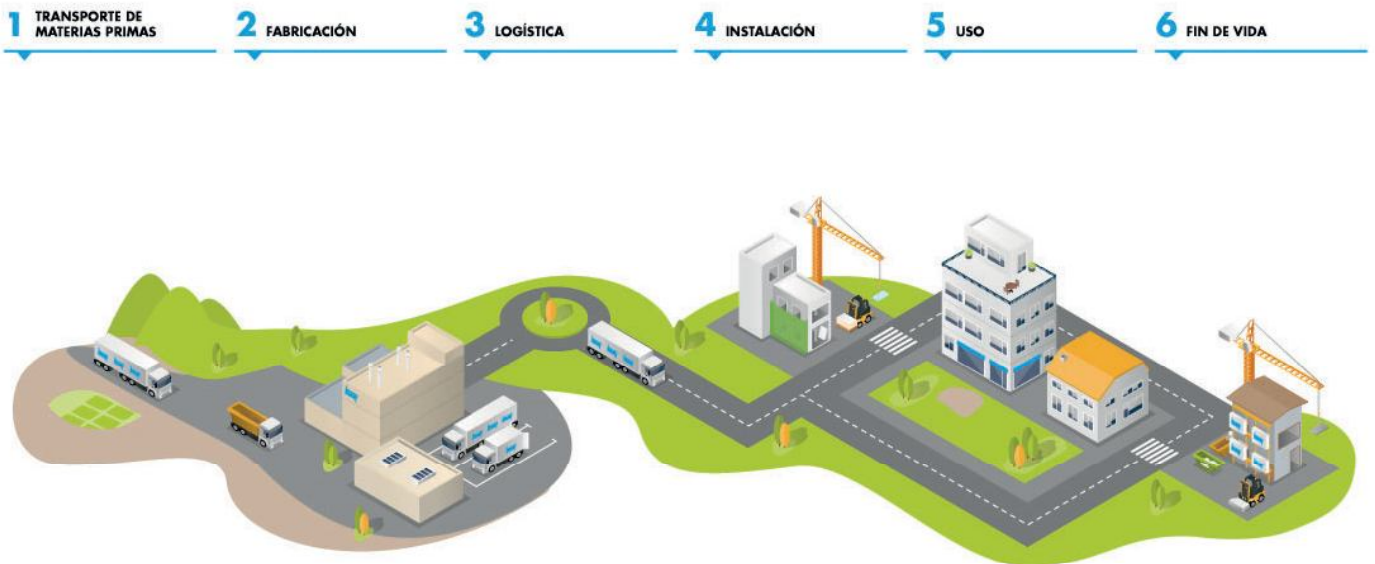 1 TRANSPORTE DE
MATERIAS PRIMAS
2 FABRICACIÓN
3 LOGÍSTICA
4 INSTALACIÓN
5 USO
6 FIN DE VIDA